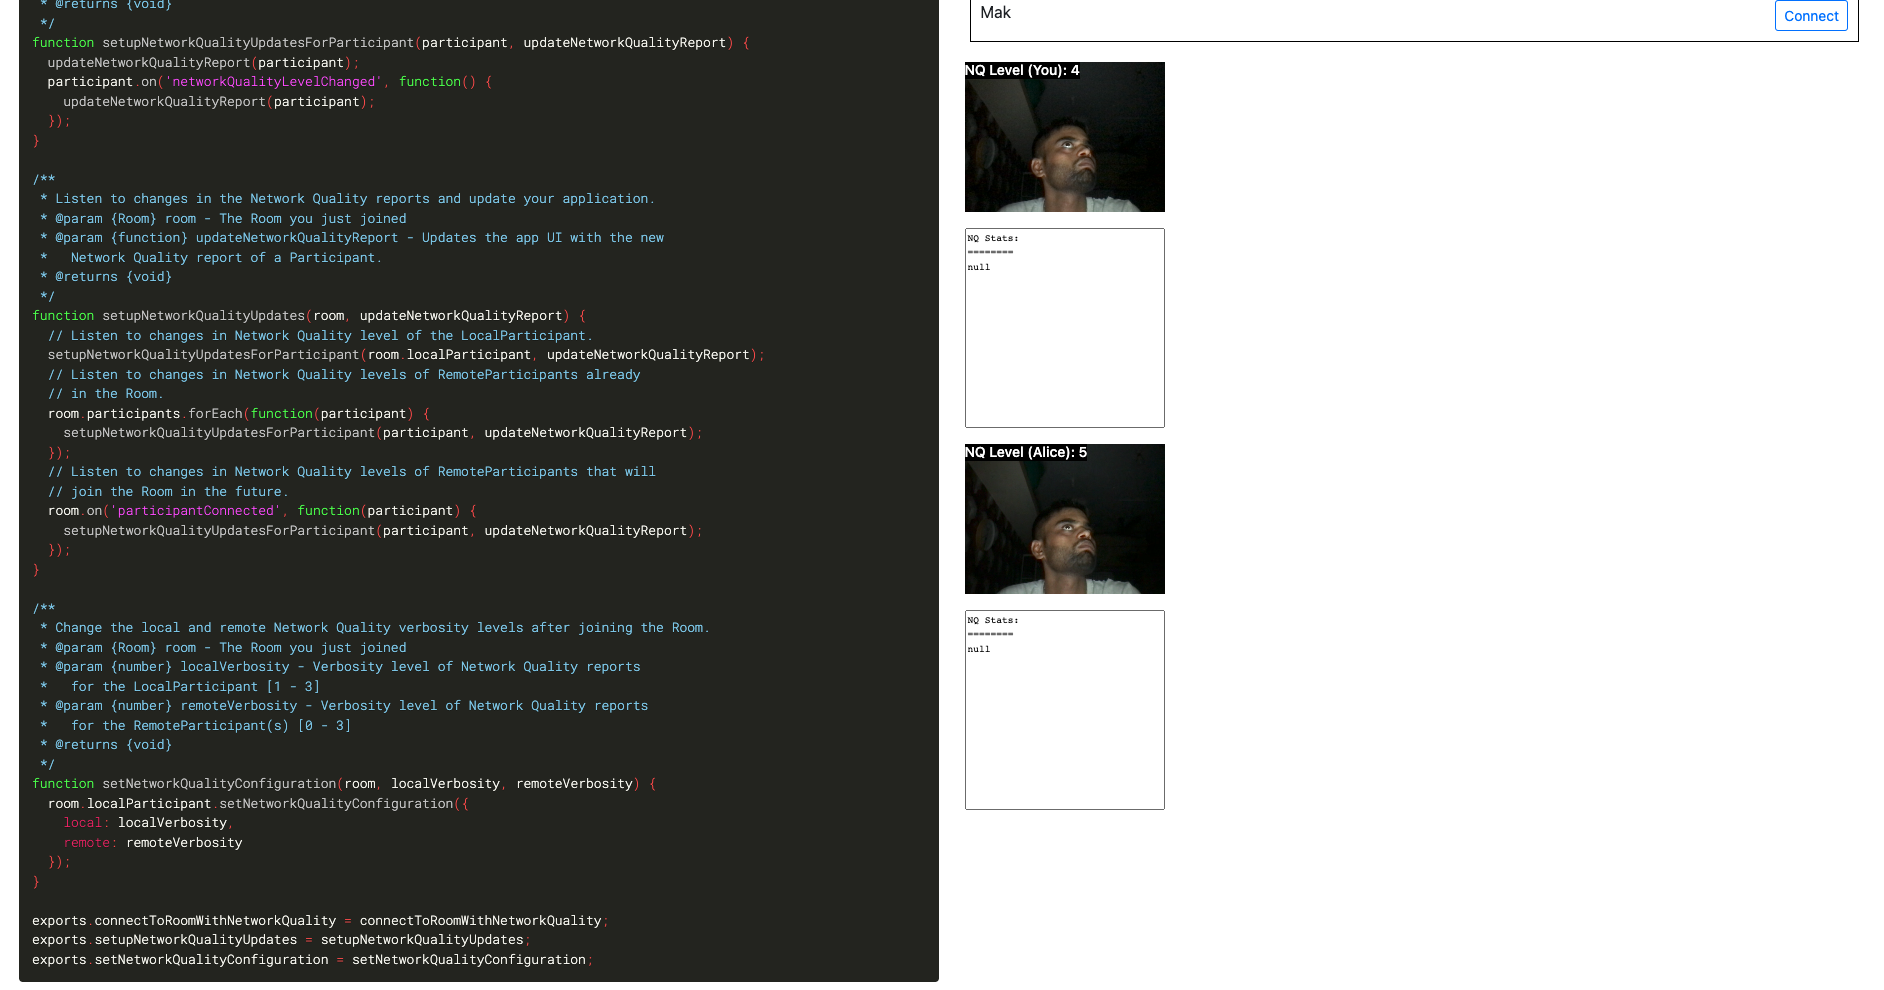 * @returns {void}
*/
function setupNetworkQualityUpdatesForParticipant(participant, updateNetworkQualityReport) {
updateNetworkQualityReport(participant);
participant.on('networkQualityLevelChanged', function() {
updateNetworkQualityReport(participant);
});
}
/**
* Listen to changes in the Network Quality reports and update your application.
* @param {Room} room - The Room you just joined
* @param {function} updateNetworkQualityReport - Updates the app UI with the new
*   Network Quality report of a Participant.
* @returns {void}
*/
function setupNetworkQualityUpdates(room, updateNetworkQualityReport) {
// Listen to changes in Network Quality level of the LocalParticipant.
setupNetworkQualityUpdatesForParticipant(room.localParticipant, updateNetworkQualityReport);
// Listen to changes in Network Quality levels of RemoteParticipants already
// in the Room.
room.participants.forEach(function(participant) {
setupNetworkQualityUpdatesForParticipant(participant, updateNetworkQualityReport);
});
// Listen to changes in Network Quality levels of RemoteParticipants that will
// join the Room in the future.
room.on('participantConnected', function(participant) {
setupNetworkQualityUpdatesForParticipant(participant, updateNetworkQualityReport);
});
}
/**
* Change the local and remote Network Quality verbosity levels after joining the Room.
* @param {Room} room - The Room you just joined
* @param {number} localVerbosity - Verbosity level of Network Quality reports
*   for the LocalParticipant [1 - 3]
* @param {number} remoteVerbosity - Verbosity level of Network Quality reports
*   for the RemoteParticipant(s) [0 - 3]
* @returns {void}
*/
function setNetworkQualityConfiguration(room, localVerbosity, remoteVerbosity) {
room.localParticipant.setNetworkQualityConfiguration({
local: localVerbosity,
remote: remoteVerbosity
});
}
exports.connectToRoomWithNetworkQuality = connectToRoomWithNetworkQuality;
exports.setupNetworkQualityUpdates = setupNetworkQualityUpdates;
exports.setNetworkQualityConfiguration = setNetworkQualityConfiguration;
Mak
Connect
NQ Level (You): 4
NQ Stats:
========
null
NQ Level (Alice): 5
NQ Stats:
========
null